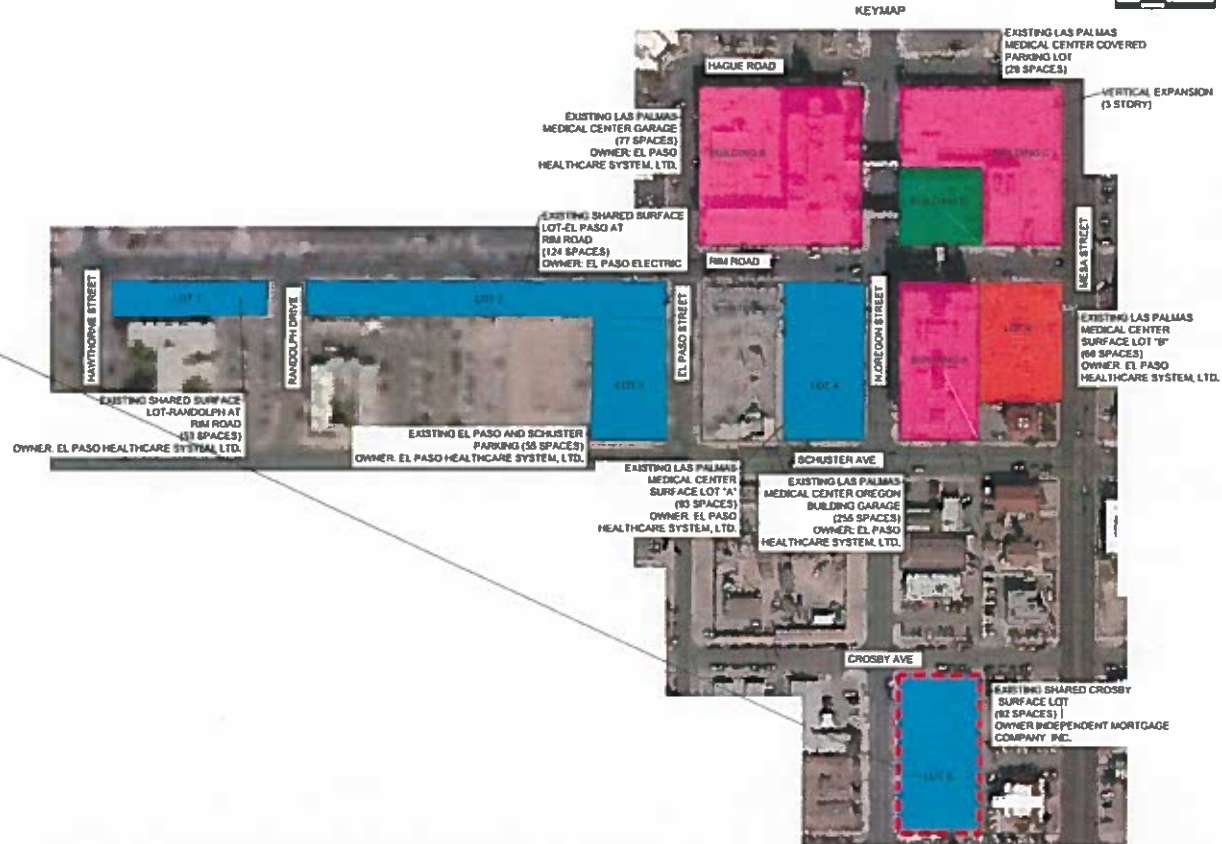 KEYMAP
EXISTING LAS PALMAS
MEDICAL CENTER COVERED
PARKING LOT
(28 SPACES)
HAGUE ROAD
VERTICAL EXPANSION
(3 STORY)
EXISTING LAS PALMAS
MEDICAL CENTER GARAGE
(77 SPACES)
OWNER: EL PASO
HEALTHCARE SYSTEM, LTD.
BUILDING B
BUILDING C
BUILDING D
EXISTING SHARED SURFACE
LOT-EL PASO AT
RIM ROAD
(124 SPACES)
OWNER: EL PASO ELECTRIC
RIM ROAD
MESA STREET
HAWTHORNE STREET
LOT 1
RANDOLPH DRIVE
EL PASO STREET
LOT 4
N.OREGON STREET
BUILDING A
EXISTING LAS PALMAS
MEDICAL CENTER
SURFACE LOT "B"
OWNER: EL PASO
HEALTHCARE SYSTEM, LTD.
LOT 3
EXISTING SHARED SURFACE
LOT-RANDOLPH AT
RIM ROAD
OWNER: EL PASO HEALTHCARE SYSTEM, LTD.
EXISTING EL PASO AND SCHUSTER
PARKING (55 SPACES)
OWNER: EL PASO HEALTHCARE SYSTEM, LTD.
SCHUSTER AVE
EXISTING LAS PALMAS
MEDICAL CENTER
SURFACE LOT "A"
(93 SPACES)
OWNER: EL PASO
HEALTHCARE SYSTEM, LTD.
EXISTING LAS PALMAS
MEDICAL CENTER OREGON
BUILDING GARAGE
(255 SPACES)
OWNER: EL PASO
HEALTHCARE SYSTEM, LTD.
CROSBY AVE
EXISTING SHARED CROSBY
SURFACE LOT
(92 SPACES)
OWNER INDEPENDENT MORTGAGE
COMPANY INC.